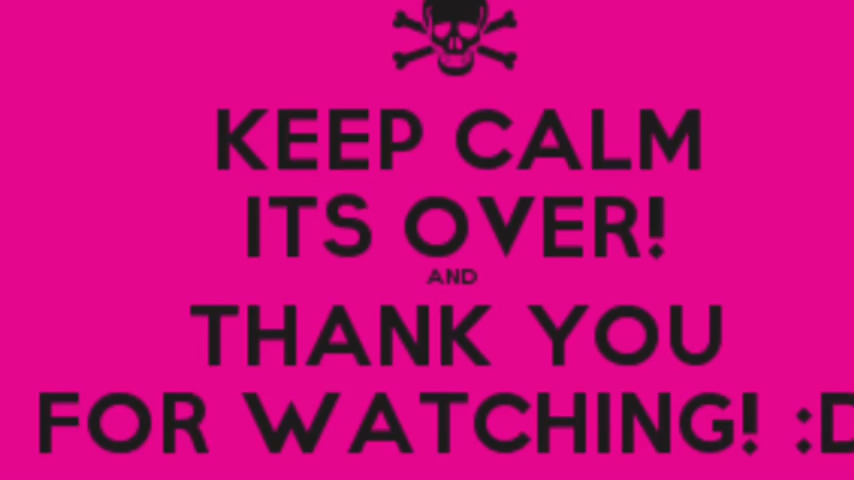 KEEP CALM
ITS OVER!
AND
THANK YOU
FOR WATCHING! :D